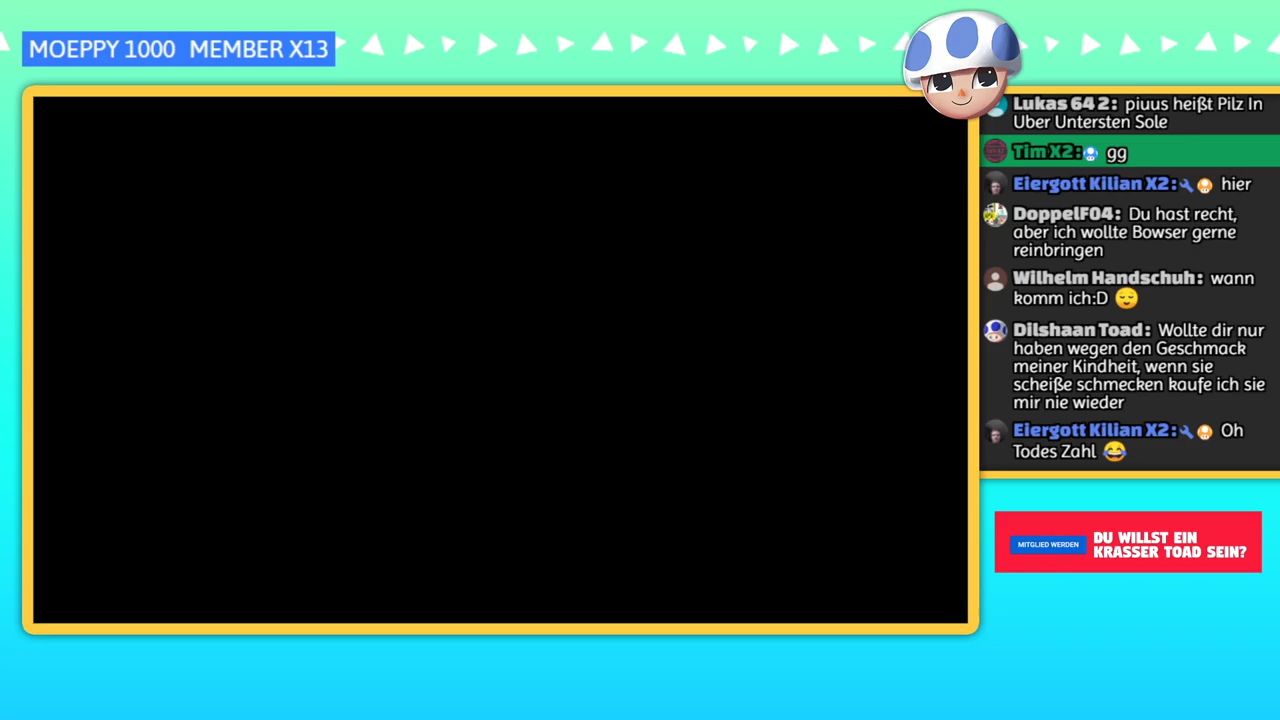 MOEPPY 1000 MEMBER X13
Lukas 64 2: piuus heißt Pilz In
Uber Untersten Sole
Tim X2: gg
Eiergott Kilian X2: hier
DoppelF04: Du hast recht,
aber ich wollte Bowser gerne
reinbringen
Wilhelm Handschuh: wann
komm ich:D
Dilshaan Toad: Wollte dir nur
haben wegen den Geschmack
meiner Kindheit, wenn sie
scheiße schmecken kaufe ich sie
mir nie wieder
Eiergott Kilian X2: Oh
Todes Zahl
MITGLIED WERDEN
DU WILLST EIN
KRASSER TOAD SEIN?